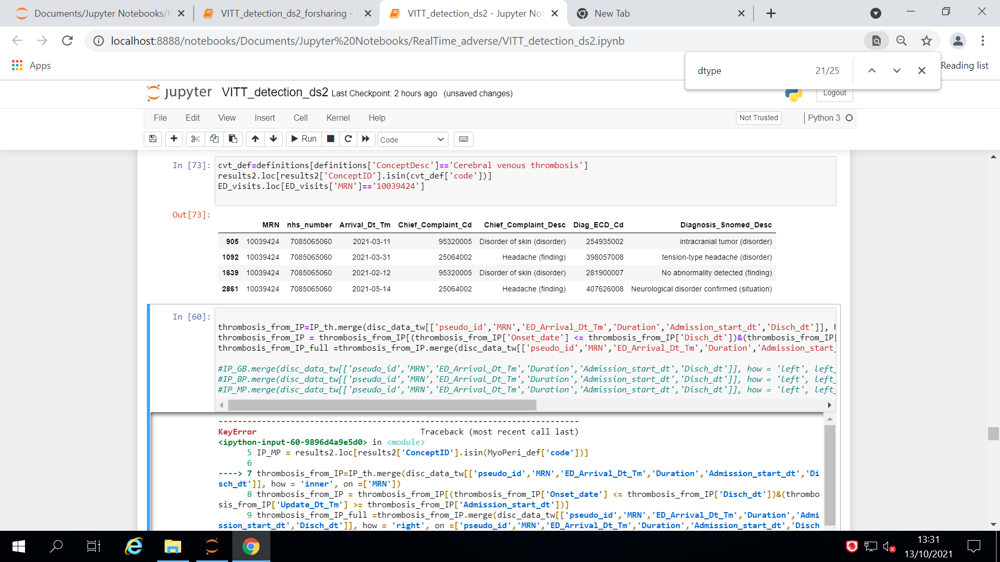 Documents/Jupyter Notebooks/R
VITT_detection_ds2_forsharing - J
VITT_detection_ds2 - Jupyter Not
New Tab
localhost:8888/notebooks/Documents/Jupyter%20Notebooks/RealTime_adverse/VITT_detection_ds2.ipynb
Apps
Reading list
dtype 21/25
jupyter VITT_detection_ds2 Last Checkpoint: 2 hours ago (unsaved changes)
Logout
File Edit View Insert Cell Kernel Help
Not Trusted
Python 3
Run
Code
In [73]:
cvt_def=definitions[definitions['ConceptDesc']=='Cerebral venous thrombosis']
results2.loc[results2['ConceptID'].isin(cvt_def['code'])]
ED_visits.loc[ED_visits['MRN']=='10039424']
Out[73]:
MRN nhs_number Arrival_Dt_Tm Chief_Complaint_Cd Chief_Complaint_Desc Diag_ECD_Cd Diagnosis_Snomed_Desc
905 10039424 7085065060 2021-03-11 95320005 Disorder of skin (disorder) 254935002 intracranial tumor (disorder)
1092 10039424 7085065060 2021-03-31 25064002 Headache (finding) 398057008 tension-type headache (disorder)
1639 10039424 7085065060 2021-02-12 95320005 Disorder of skin (disorder) 281900007 No abnormality detected (finding)
2861 10039424 7085065060 2021-05-14 25064002 Headache (finding) 407626008 Neurological disorder confirmed (situation)
In [60]:
thrombosis_from_IP=IP_th.merge(disc_data_tw[['pseudo_id','MRN','ED_Arrival_Dt_Tm','Duration','Admission_start_dt','Disch_dt']], h
thrombosis_from_IP = thrombosis_from_IP[(thrombosis_from_IP['Onset_date'] <= thrombosis_from_IP['Disch_dt'])&(thrombosis_from_IP[
thrombosis_from_IP_full =thrombosis_from_IP.merge(disc_data_tw[['pseudo_id','MRN','ED_Arrival_Dt_Tm','Duration','Admission_start_
#IP_GB.merge(disc_data_tw[['pseudo_id','MRN','ED_Arrival_Dt_Tm','Duration','Admission_start_dt','Disch_dt']], how = 'left', left_
#IP_BP.merge(disc_data_tw[['pseudo_id','MRN','ED_Arrival_Dt_Tm','Duration','Admission_start_dt','Disch_dt']], how = 'left', left_
#IP_MP.merge(disc_data_tw[['pseudo_id','MRN','ED_Arrival_Dt_Tm','Duration','Admission_start_dt','Disch_dt']], how = 'left', left_
---------------------------------------------------------------------------
KeyError Traceback (most recent call last)
<ipython-input-60-9896d4a9e5d0> in <module>
5 IP_MP = results2.loc[results2['ConceptID'].isin(MyoPeri_def['code'])]
6
----> 7 thrombosis_from_IP=IP_th.merge(disc_data_tw[['pseudo_id','MRN','ED_Arrival_Dt_Tm','Duration','Admission_start_dt','Di
sch_dt']], how = 'inner', on =['MRN'])
8 thrombosis_from_IP = thrombosis_from_IP[(thrombosis_from_IP['Onset_date'] <= thrombosis_from_IP['Disch_dt'])&(thrombo
sis_from_IP['Update_Dt_Tm'] >= thrombosis_from_IP['Admission_start_dt'])]
9 thrombosis_from_IP_full =thrombosis_from_IP.merge(disc_data_tw[['pseudo_id','MRN','ED_Arrival_Dt_Tm','Duration','Admi
ssion_start_dt','Disch_dt']], how = 'right', on =['pseudo_id','MRN','ED_Arrival_Dt_Tm','Duration','Admission_start_dt','Disch
13:31
13/10/2021